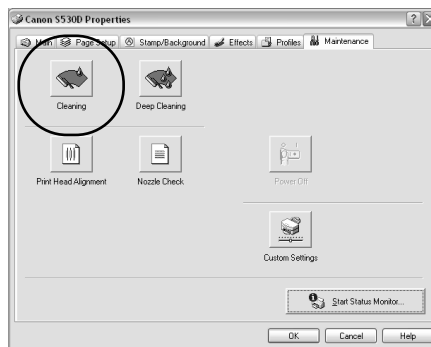 Canon S530D Properties
Main Page Setup Stamp/Background Effects Profiles Maintenance
Cleaning Deep Cleaning
Print Head Alignment Nozzle Check Power Off
Custom Settings
Start Status Monitor...
OK Cancel Help